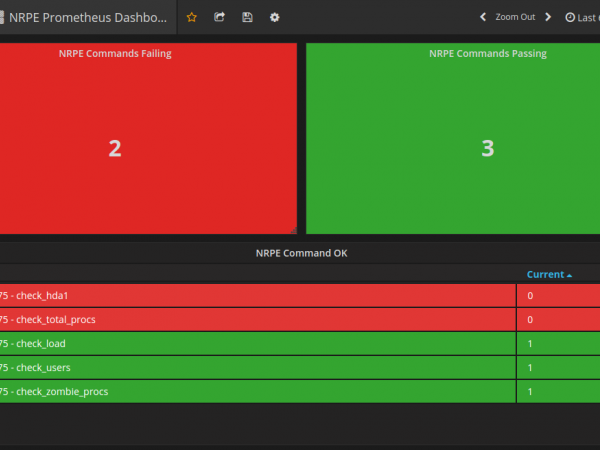 NRPE Prometheus Dashbo...
Zoom Out
Last
NRPE Commands Failing
NRPE Commands Passing
2
3
NRPE Command OK
Current
75 - check_hda1 0
75 - check_total_procs 0
75 - check_load 1
75 - check_users 1
75 - check_zombie_procs 1